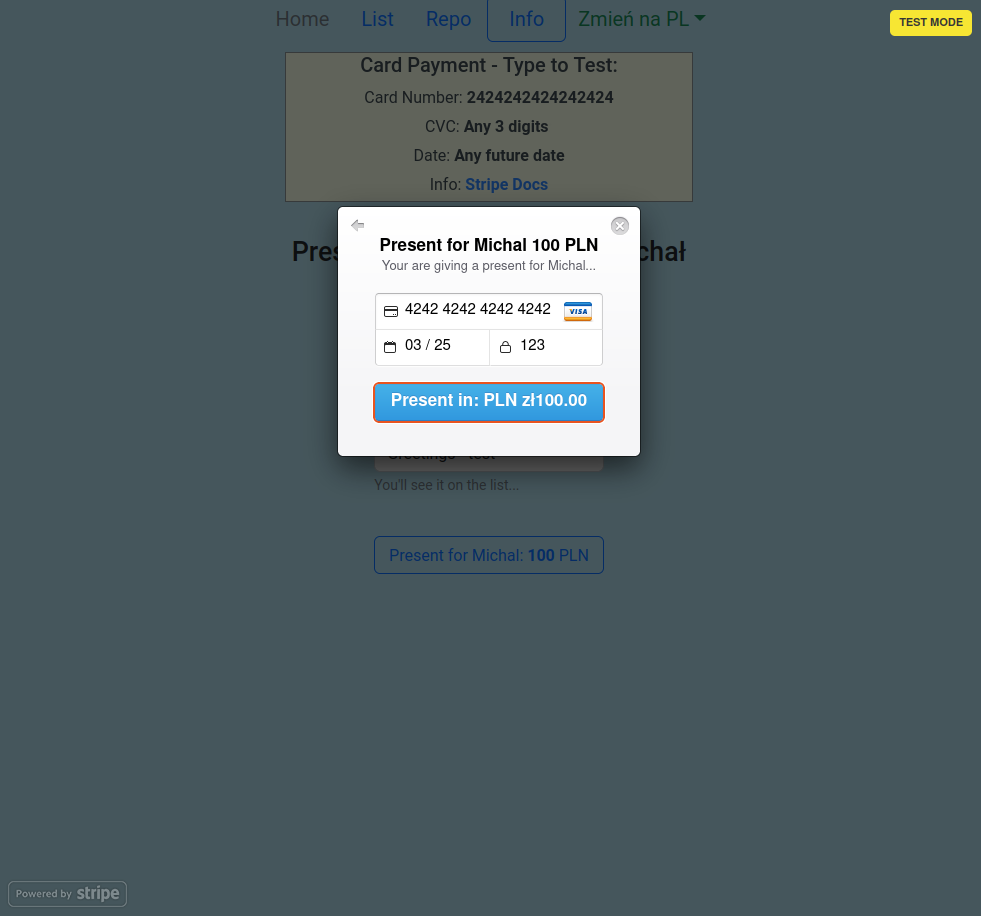 Home List Repo Info Zmień na PL
TEST MODE
Card Payment - Type to Test:
Card Number: 2424242424242424
CVC: Any 3 digits
Date: Any future date
Info: Stripe Docs
Pres chał
Present for Michal 100 PLN
Your are giving a present for Michal...
4242 4242 4242 4242 VISA
03 / 25 123
Present in: PLN zł100.00
Greetings - test
You'll see it on the list...
Present for Michal: 100 PLN
Powered by stripe